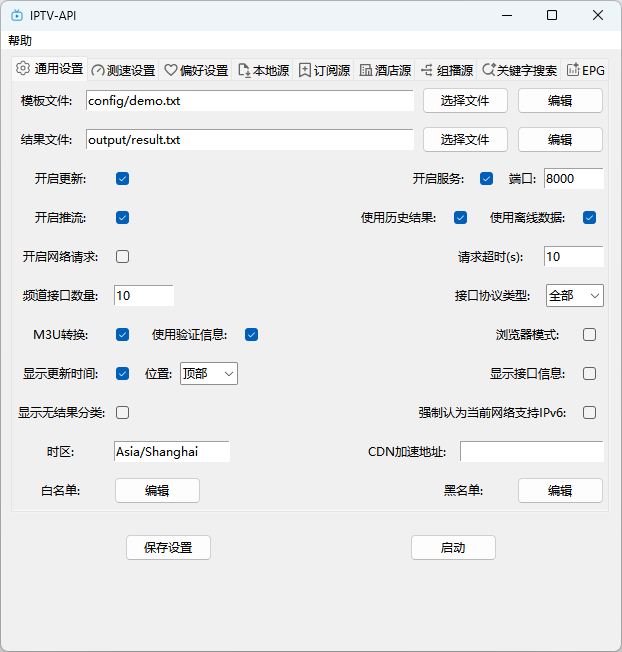 IPTV-API
帮助
通用设置 测速设置 偏好设置 本地源 订阅源 酒店源 组播源 关键字搜索 EPG
模板文件: config/demo.txt 选择文件 编辑
结果文件: output/result.txt 选择文件 编辑
开启更新: 开启服务: 端口: 8000
开启推流: 使用历史结果: 使用离线数据:
开启网络请求: 请求超时(s): 10
频道接口数量: 10 接口协议类型: 全部
M3U转换: 使用验证信息: 浏览器模式:
显示更新时间: 位置: 顶部 显示接口信息:
显示无结果分类: 强制认为当前网络支持IPv6:
时区: Asia/Shanghai CDN加速地址:
白名单: 编辑 黑名单: 编辑
保存设置 启动